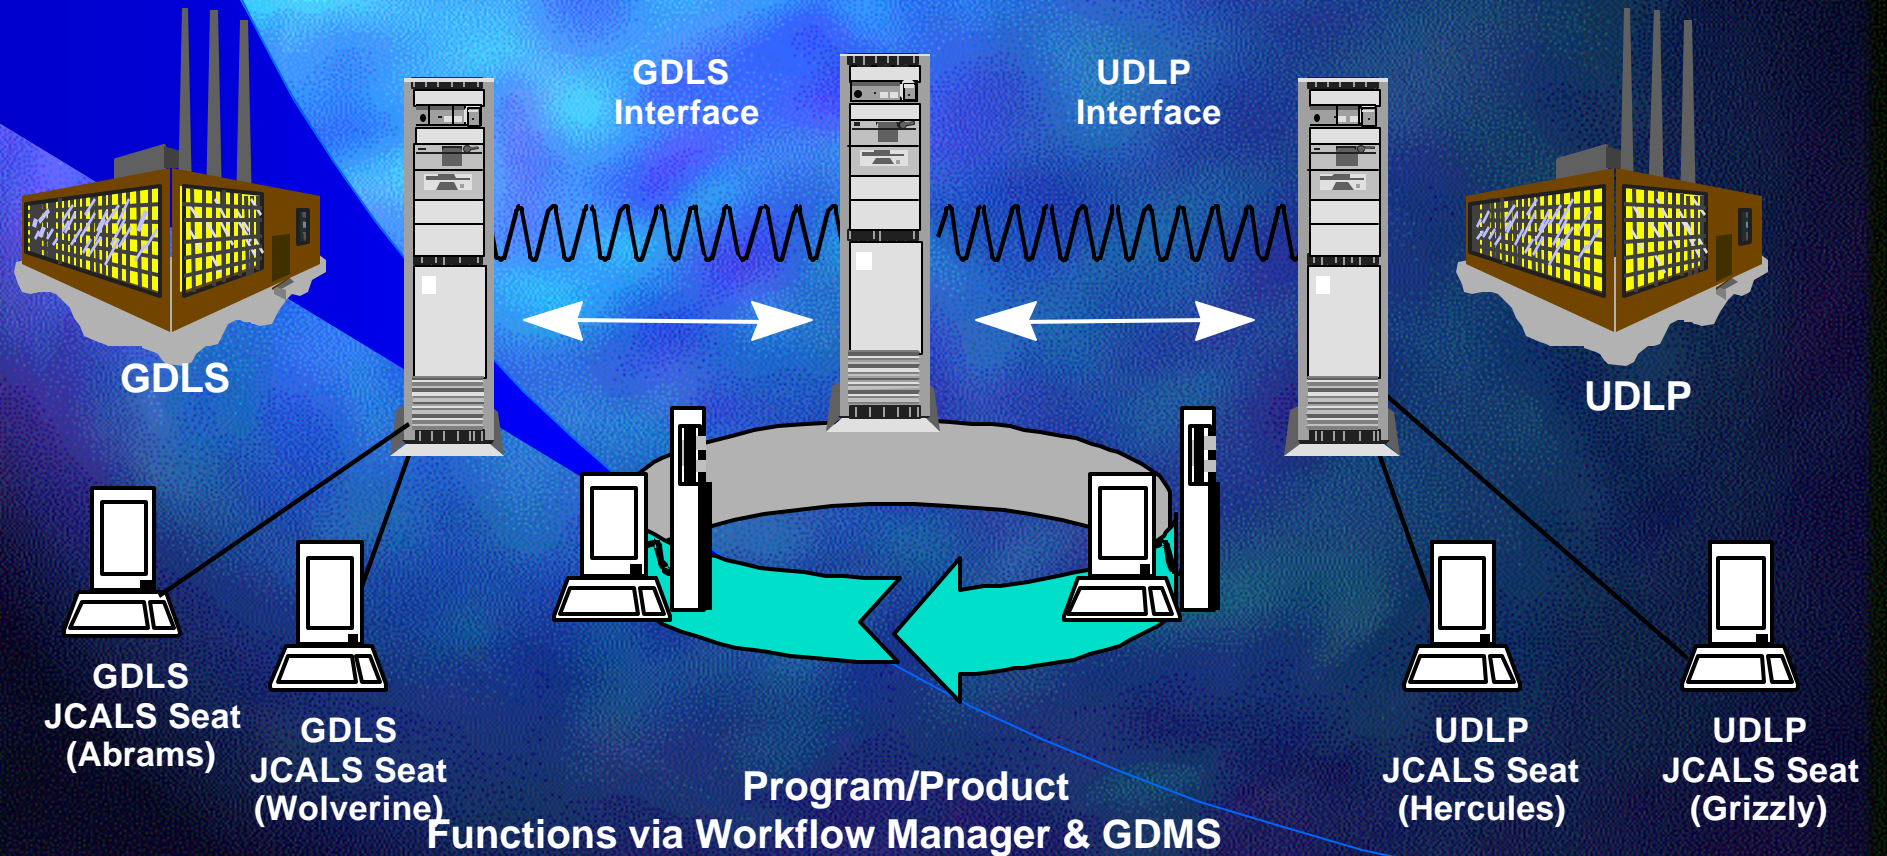 GDLS
Interface
UDLP
Interface
GDLS
UDLP
GDLS
JCALS Seat
(Abrams)
GDLS
JCALS Seat
(Wolverine)
Program/Product
Functions via Workflow Manager & GDMS
UDLP
JCALS Seat
(Hercules)
UDLP
JCALS Seat
(Grizzly)